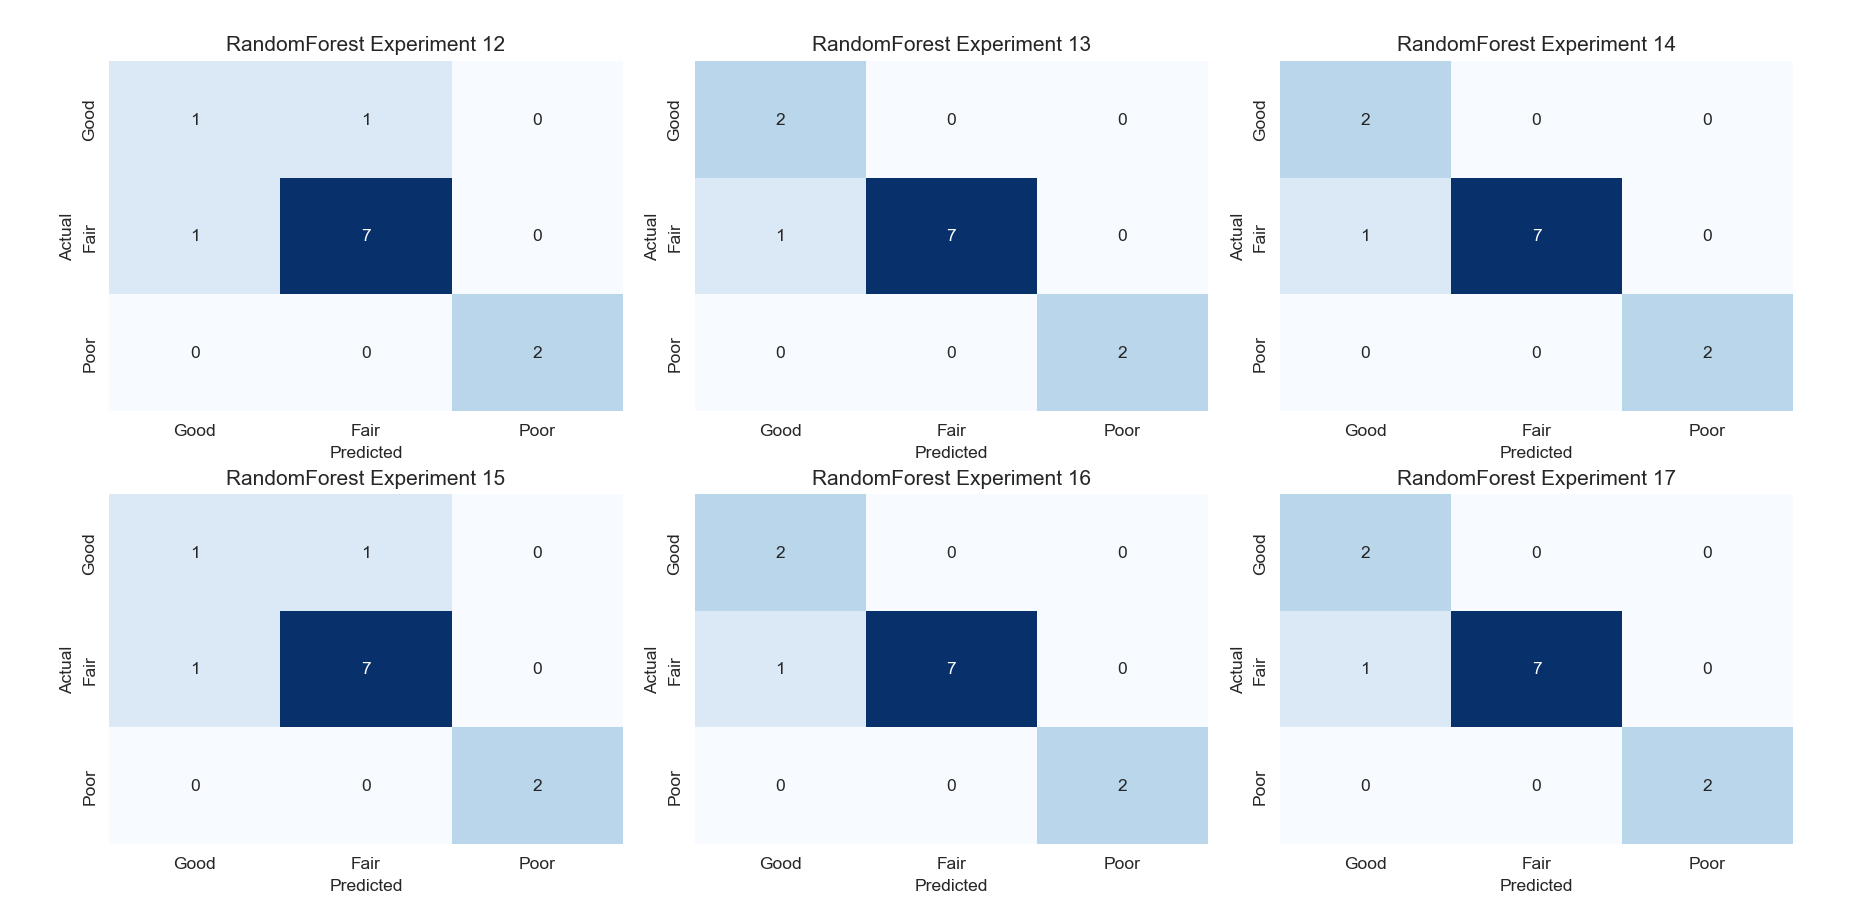 RandomForest Experiment 12
Good 1 1 0
Actual
Fair 1 7 0
Poor 0 0 2
Good Fair Poor
Predicted
RandomForest Experiment 13
Good 2 0 0
Actual
Fair 1 7 0
Poor 0 0 2
Good Fair Poor
Predicted
RandomForest Experiment 14
Good 2 0 0
Actual
Fair 1 7 0
Poor 0 0 2
Good Fair Poor
Predicted
RandomForest Experiment 15
Good 1 1 0
Actual
Fair 1 7 0
Poor 0 0 2
Good Fair Poor
Predicted
RandomForest Experiment 16
Good 2 0 0
Actual
Fair 1 7 0
Poor 0 0 2
Good Fair Poor
Predicted
RandomForest Experiment 17
Good 2 0 0
Actual
Fair 1 7 0
Poor 0 0 2
Good Fair Poor
Predicted